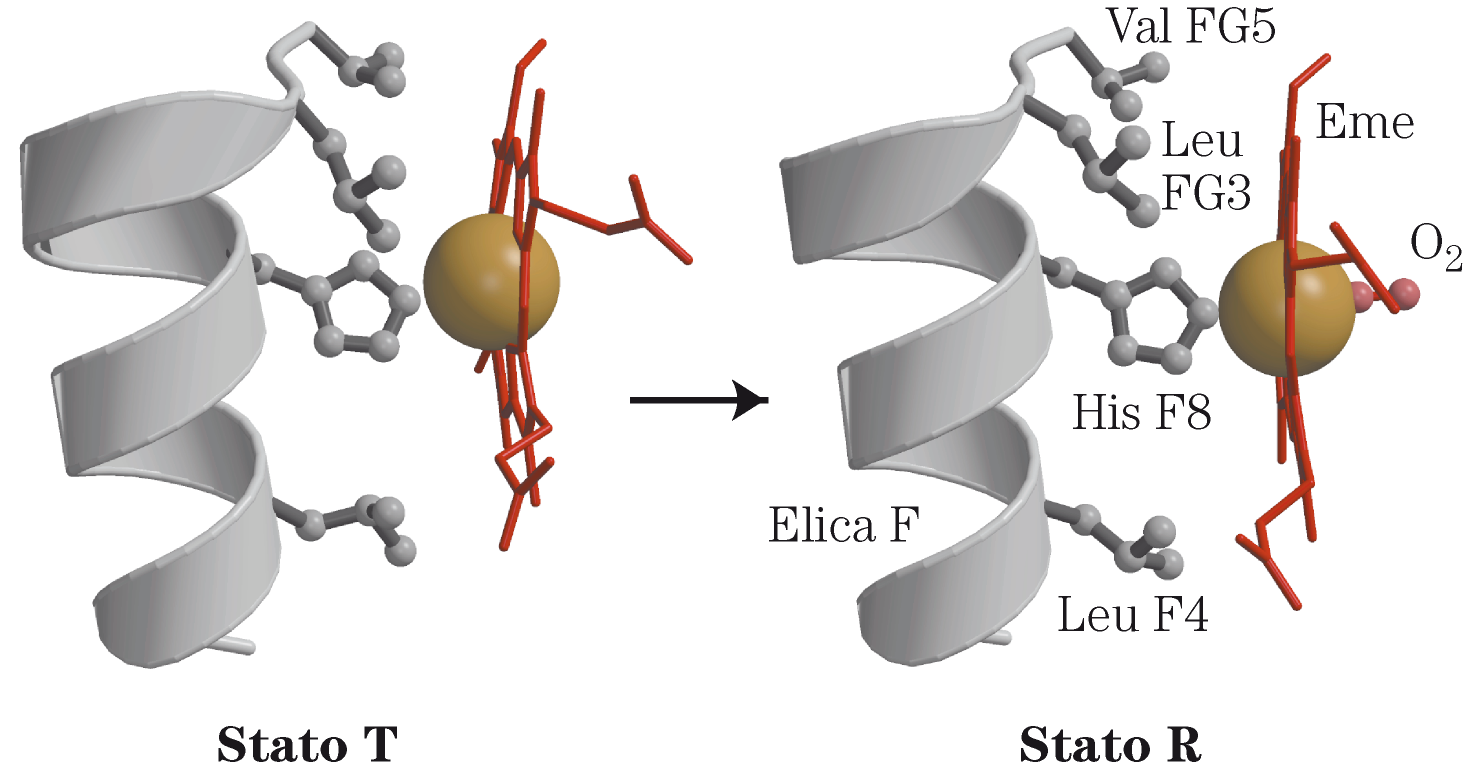 Val FG5
Eme
Leu
FG3
O2
His F8
Elica F
Leu F4
Stato T
Stato R